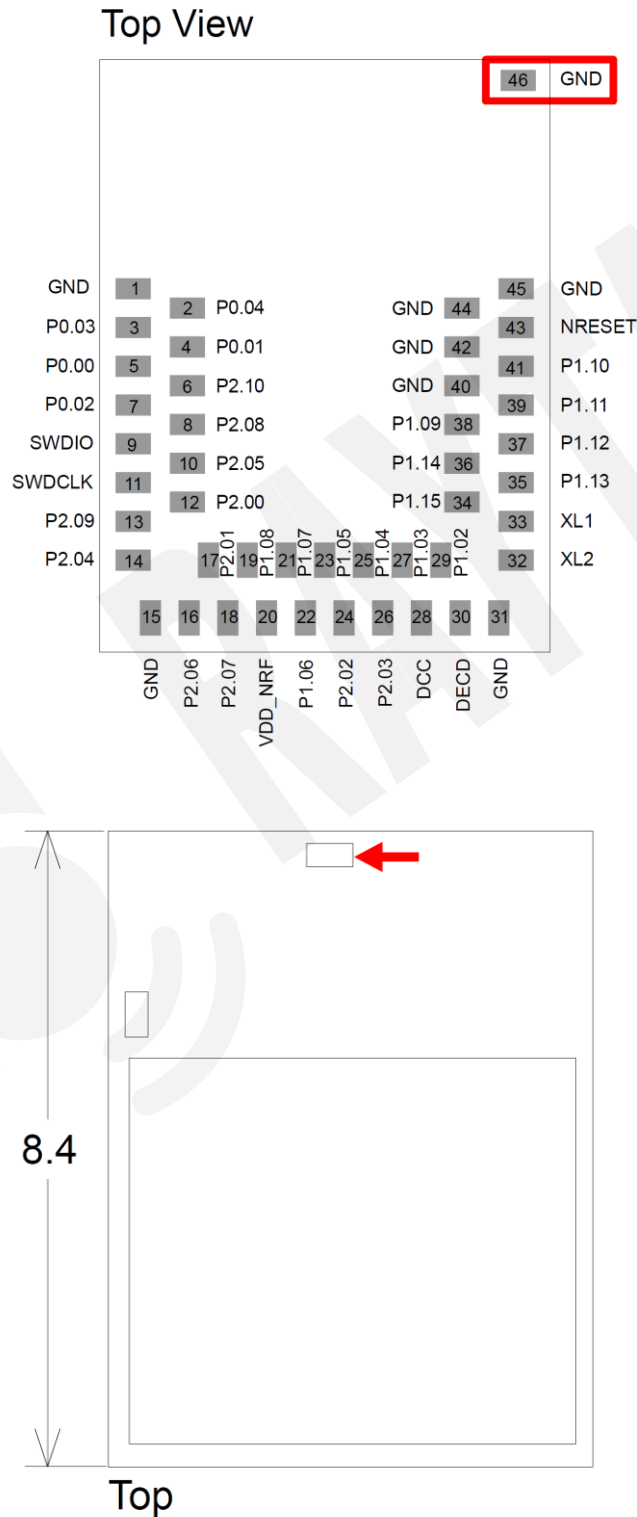 Top View
46 GND
GND 1 45 GND
2 P0.04 GND 44
P0.03 3 43 NRESET
4 P0.01 GND 42
P0.00 5 41 P1.10
6 P2.10 GND 40
P0.02 7 39 P1.11
8 P2.08 P1.09 38
SWDIO 9 37 P1.12
10 P2.05 P1.14 36
SWDCLK 11 35 P1.13
12 P2.00 P1.15 34
P2.09 13 33 XL1
P2.04 14 17 P2.01 19 P1.08 21 P1.07 23 P1.05 25 P1.04 27 P1.03 29 P1.02 32 XL2
15 16 18 20 22 24 26 28 30 31
GND P2.06 P2.07 VDD_NRF P1.06 P2.02 P2.03 DCC DECD GND
RAYT
8.4
Top